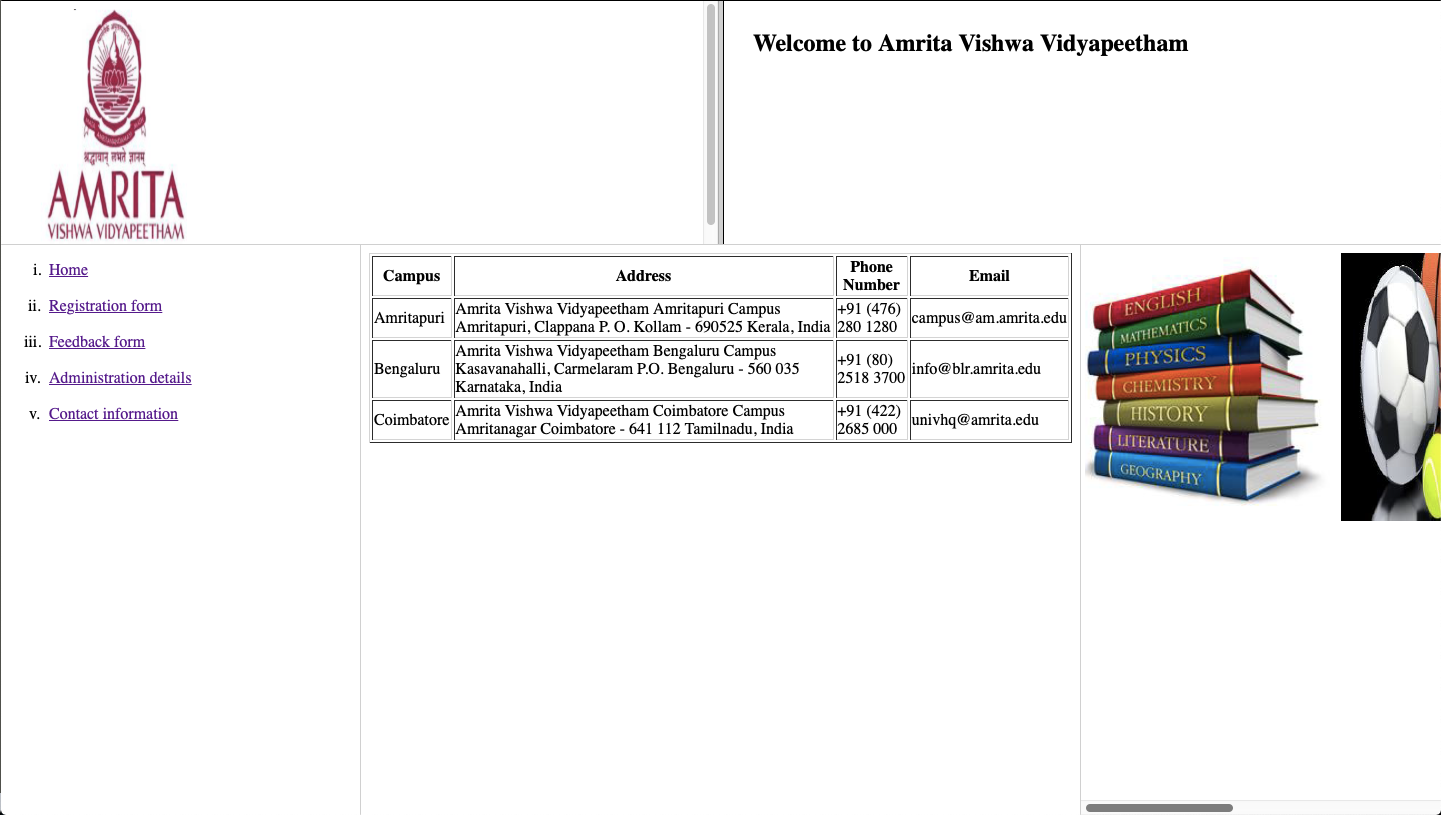 श्रद्धावान् लभते ज्ञानम्
AMRITA
VISHWA VIDYAPEETHAM
Welcome to Amrita Vishwa Vidyapeetham
i. Home
ii. Registration form
iii. Feedback form
iv. Administration details
v. Contact information
Campus Address Phone Number Email
Amritapuri
Amrita Vishwa Vidyapeetham Amritapuri Campus
Amritapuri, Clappana P. O. Kollam - 690525 Kerala, India
+91 (476)
280 1280
campus@am.amrita.edu
Bengaluru
Amrita Vishwa Vidyapeetham Bengaluru Campus
Kasavanahalli, Carmelaram P.O. Bengaluru - 560 035
Karnataka, India
+91 (80)
2518 3700
info@blr.amrita.edu
Coimbatore
Amrita Vishwa Vidyapeetham Coimbatore Campus
Amritanagar Coimbatore - 641 112 Tamilnadu, India
+91 (422)
2685 000
univhq@amrita.edu
ENGLISH
MATHEMATICS
PHYSICS
CHEMISTRY
HISTORY
LITERATURE
GEOGRAPHY